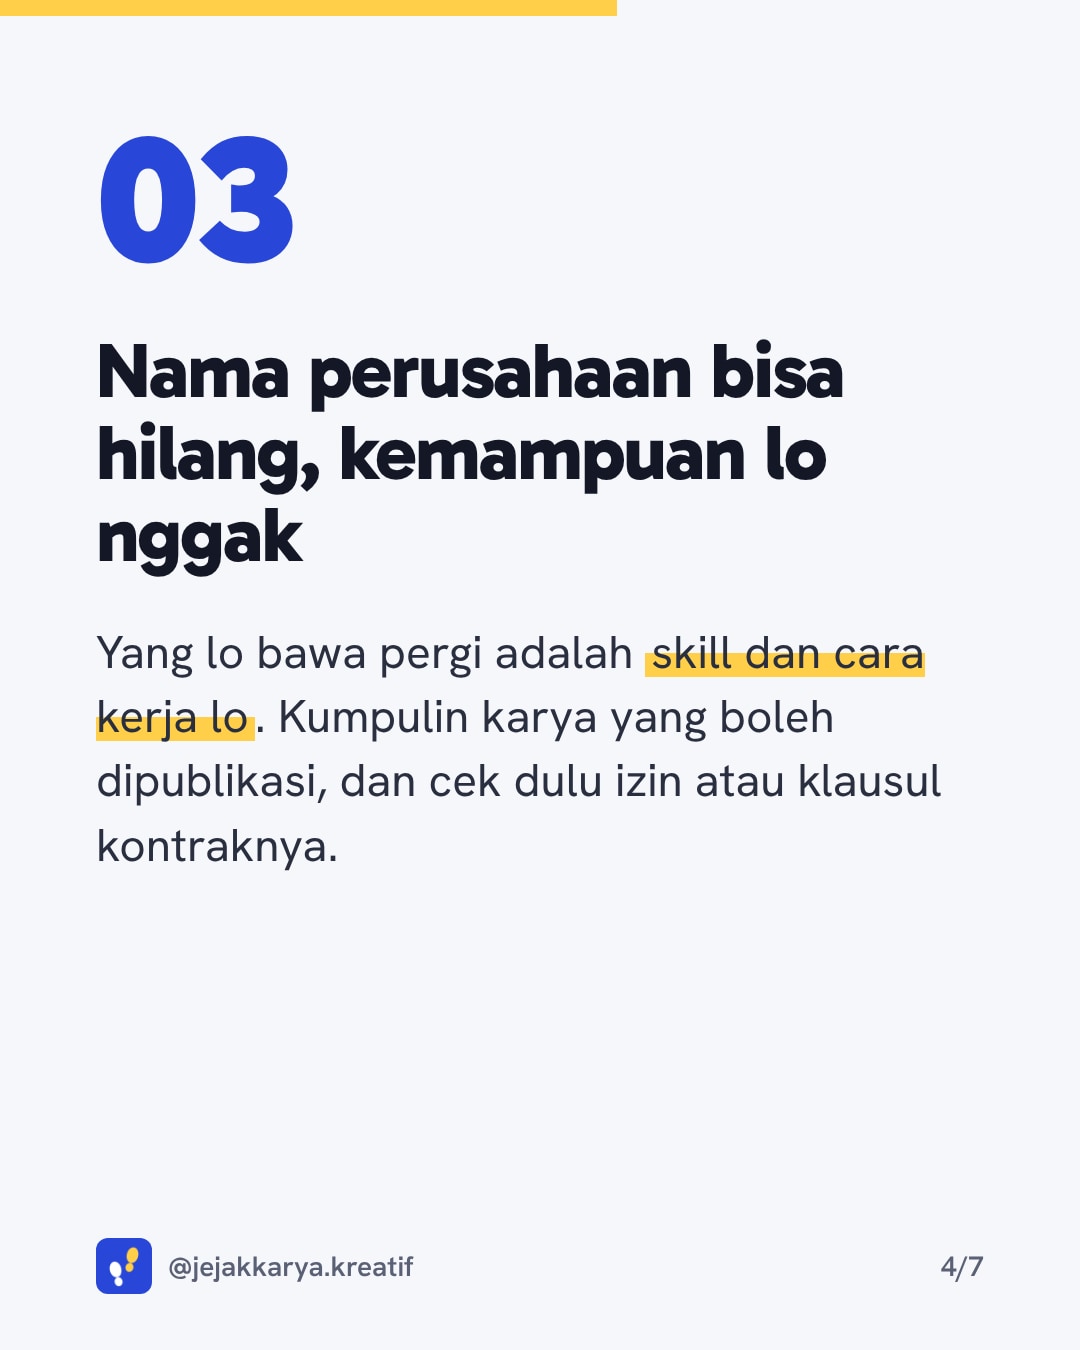 03
Nama perusahaan bisa
hilang, kemampuan lo
nggak
Yang lo bawa pergi adalah skill dan cara
kerja lo. Kumpulin karya yang boleh
dipublikasi, dan cek dulu izin atau klausul
kontraknya.
@jejakkarya.kreatif
4/7